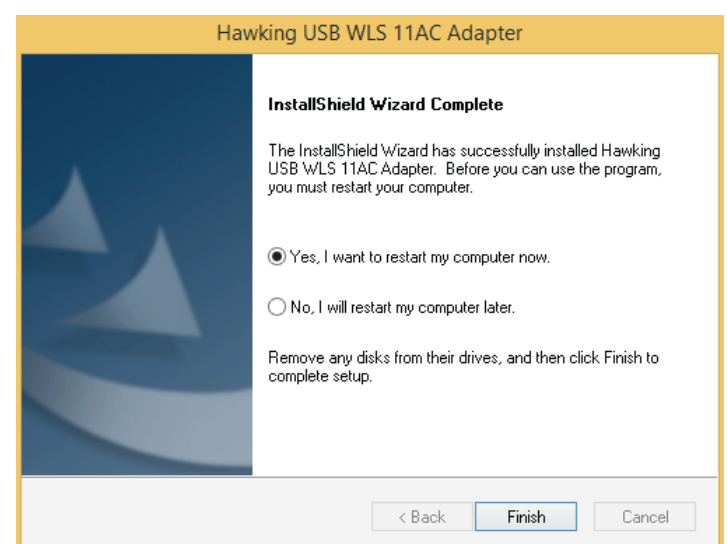 Hawking USB WLS 11AC Adapter
InstallShield Wizard Complete
The InstallShield Wizard has successfully installed Hawking
USB WLS 11AC Adapter.  Before you can use the program,
you must restart your computer.
Yes, I want to restart my computer now.
No, I will restart my computer later.
Remove any disks from their drives, and then click Finish to
complete setup.
< Back Finish Cancel